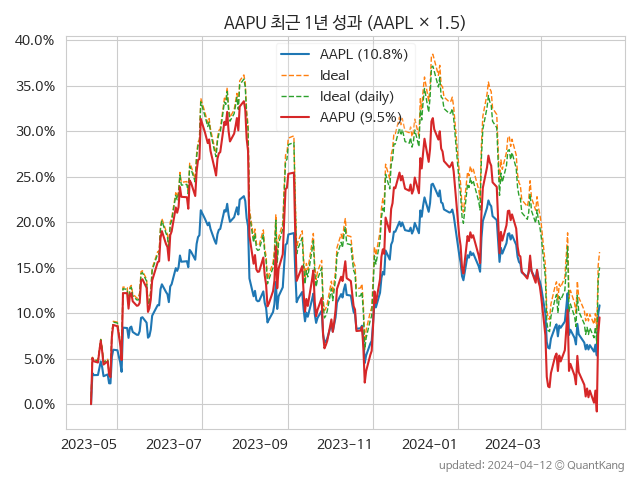 AAPU 최근 1년 성과 (AAPL × 1.5)
40.0%
35.0%
30.0%
25.0%
20.0%
15.0%
10.0%
5.0%
0.0%
AAPL (10.8%)
Ideal
Ideal (daily)
AAPU (9.5%)
2023-05 2023-07 2023-09 2023-11 2024-01 2024-03
updated: 2024-04-12 © QuantKang